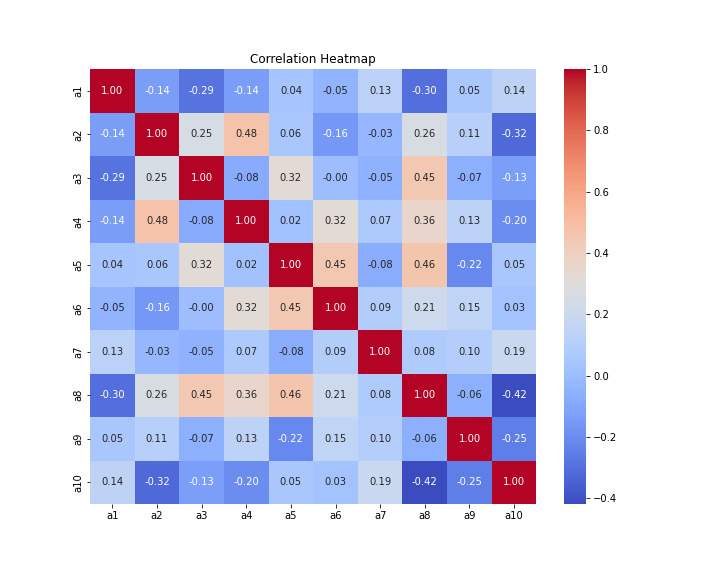 Correlation Heatmap
a1 1.00 -0.14 -0.29 -0.14 0.04 -0.05 0.13 -0.30 0.05 0.14
a2 -0.14 1.00 0.25 0.48 0.06 -0.16 -0.03 0.26 0.11 -0.32
a3 -0.29 0.25 1.00 -0.08 0.32 -0.00 -0.05 0.45 -0.07 -0.13
a4 -0.14 0.48 -0.08 1.00 0.02 0.32 0.07 0.36 0.13 -0.20
a5 0.04 0.06 0.32 0.02 1.00 0.45 -0.08 0.46 -0.22 0.05
a6 -0.05 -0.16 -0.00 0.32 0.45 1.00 0.09 0.21 0.15 0.03
a7 0.13 -0.03 -0.05 0.07 -0.08 0.09 1.00 0.08 0.10 0.19
a8 -0.30 0.26 0.45 0.36 0.46 0.21 0.08 1.00 -0.06 -0.42
a9 0.05 0.11 -0.07 0.13 -0.22 0.15 0.10 -0.06 1.00 -0.25
a10 0.14 -0.32 -0.13 -0.20 0.05 0.03 0.19 -0.42 -0.25 1.00
a1 a2 a3 a4 a5 a6 a7 a8 a9 a10
1.0
0.8
0.6
0.4
0.2
0.0
−0.2
−0.4